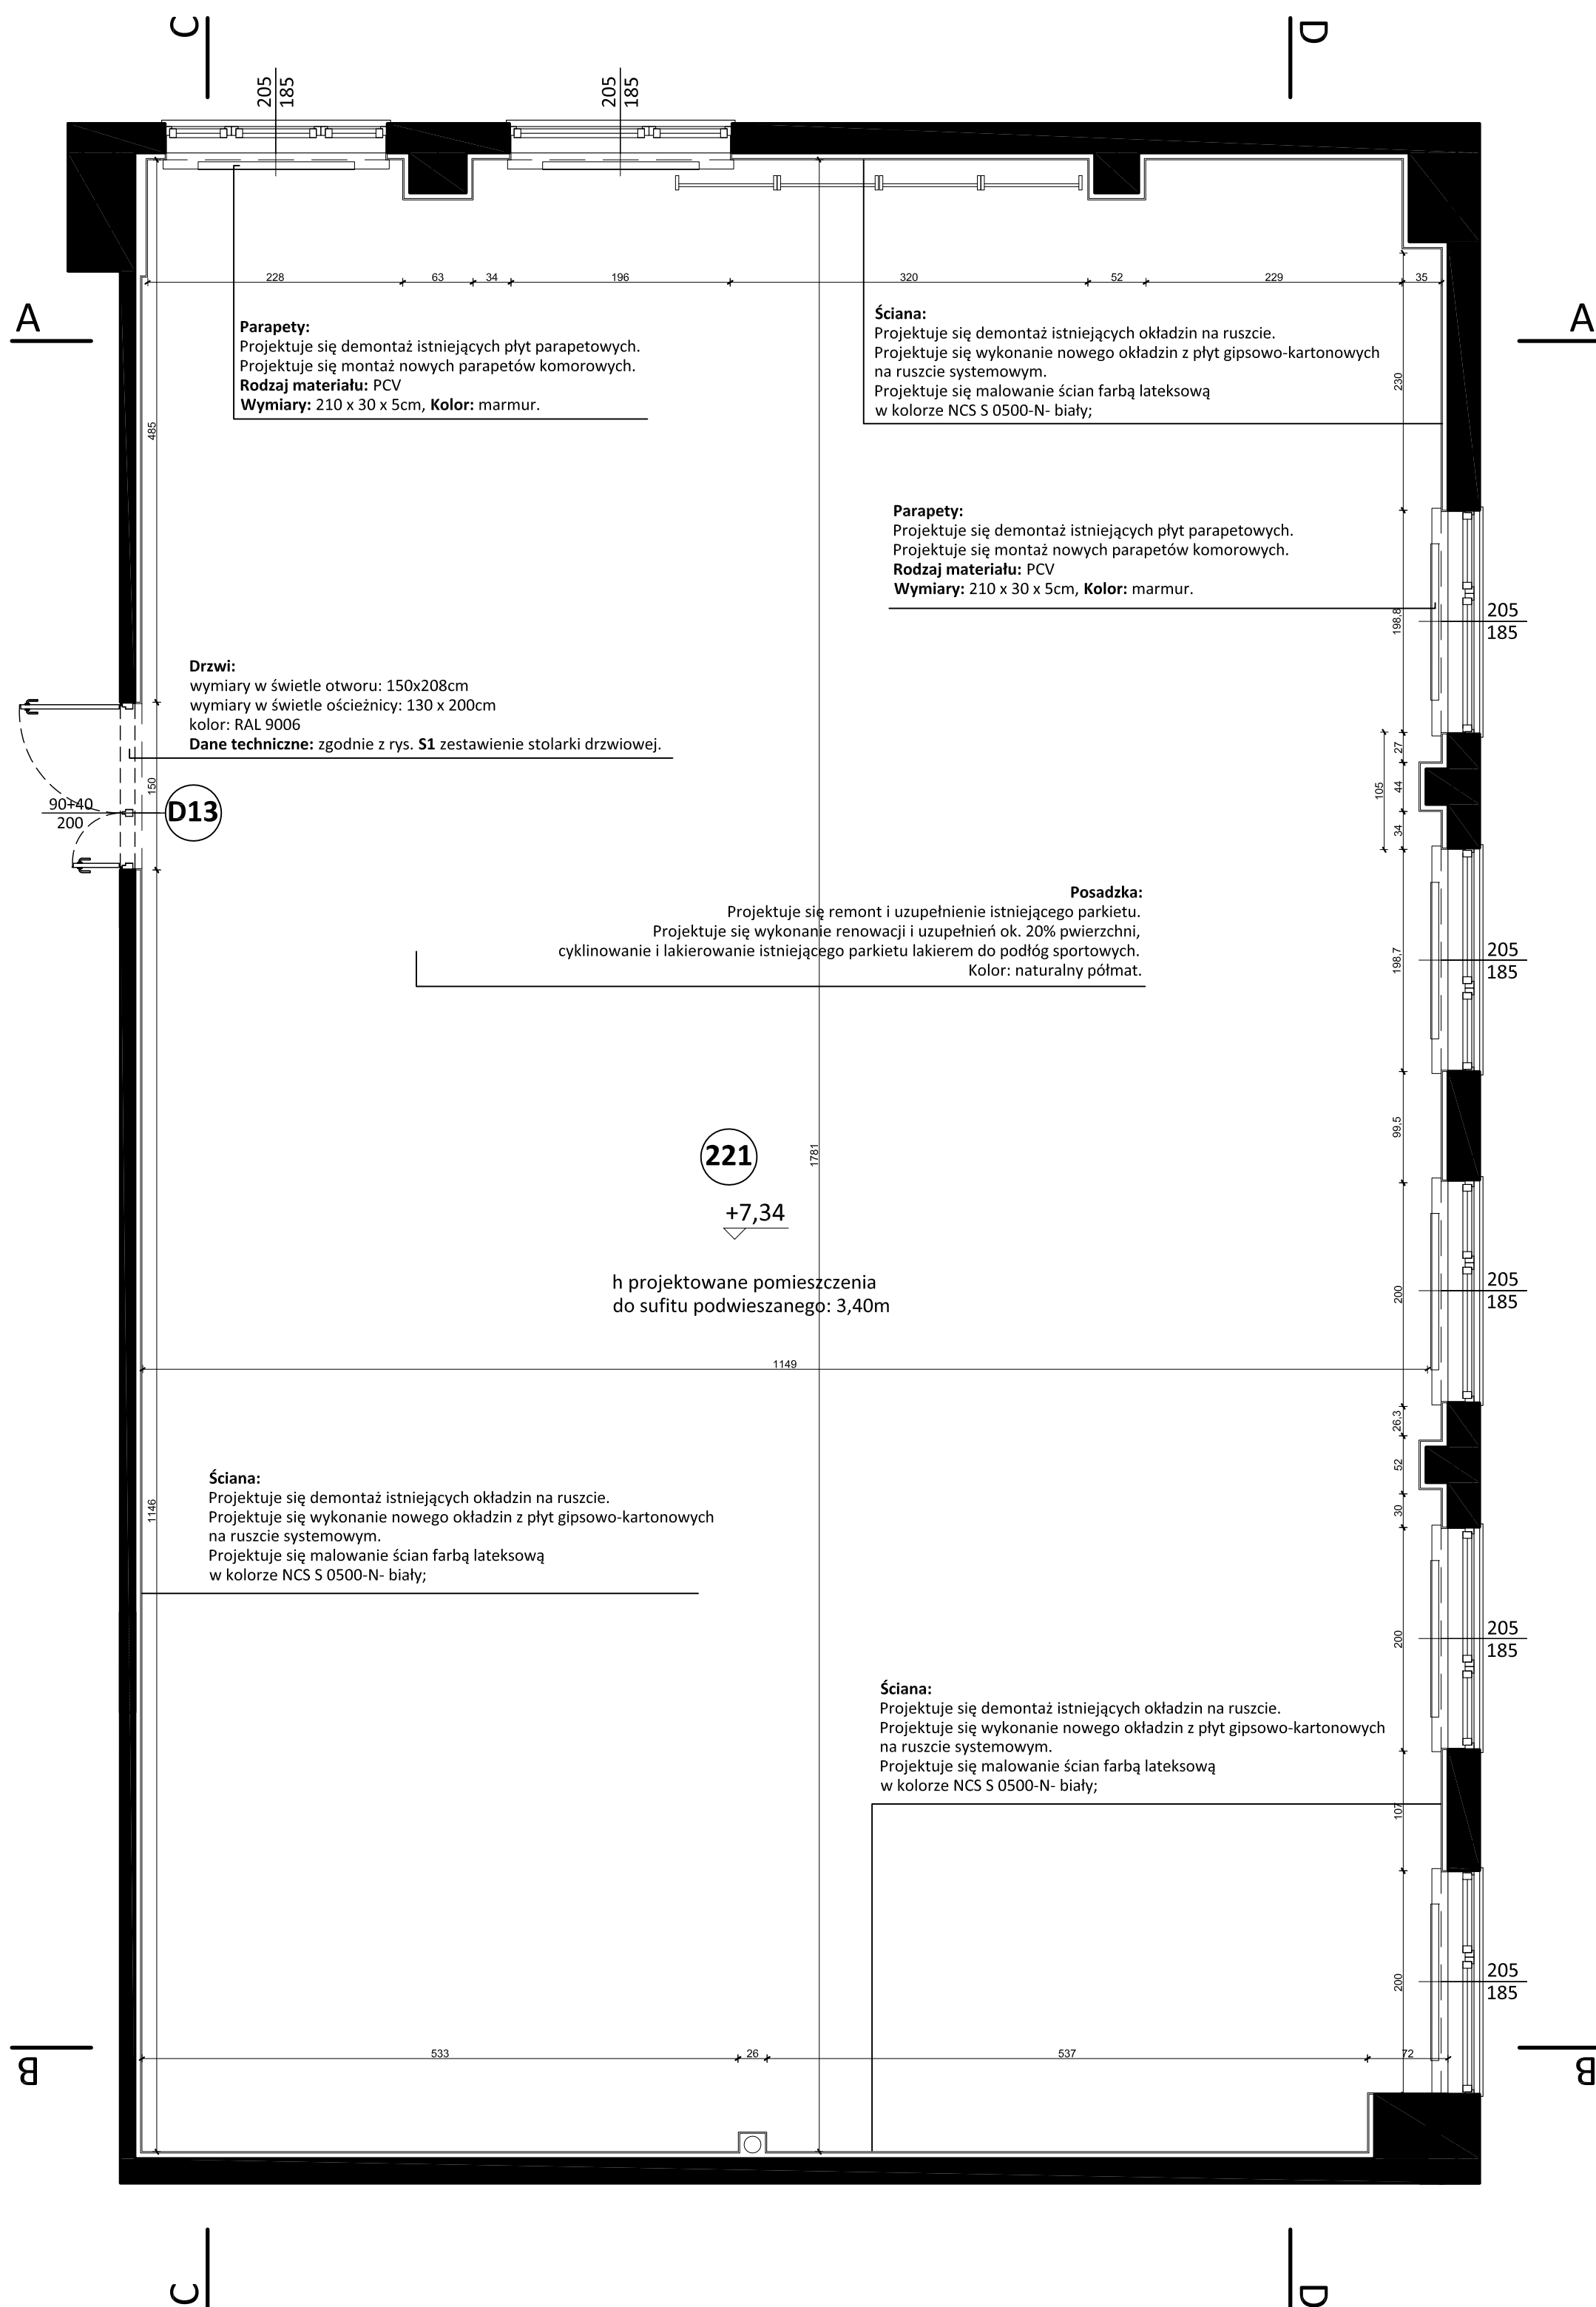 C
D
205
185
205
185
228
63
34
196
320
52
229
35
A
A
Parapety:
Projektuje się demontaż istniejących płyt parapetowych.
Projektuje się montaż nowych parapetów komorowych.
Rodzaj materiału: PCV
Wymiary: 210 x 30 x 5cm, Kolor: marmur.
Ściana:
Projektuje się demontaż istniejących okładzin na ruszcie.
Projektuje się wykonanie nowego okładzin z płyt gipsowo-kartonowych
na ruszcie systemowym.
Projektuje się malowanie ścian farbą lateksową
w kolorze NCS S 0500-N- biały;
230
485
Parapety:
Projektuje się demontaż istniejących płyt parapetowych.
Projektuje się montaż nowych parapetów komorowych.
Rodzaj materiału: PCV
Wymiary: 210 x 30 x 5cm, Kolor: marmur.
198,8
205
185
Drzwi:
wymiary w świetle otworu: 150x208cm
wymiary w świetle ościeżnicy: 130 x 200cm
kolor: RAL 9006
Dane techniczne: zgodnie z rys. S1 zestawienie stolarki drzwiowej.
27
44
105
34
150
90+40
200
D13
Posadzka:
Projektuje się remont i uzupełnienie istniejącego parkietu.
Projektuje się wykonanie renowacji i uzupełnień ok. 20% pwierzchni,
cyklinowanie i lakierowanie istniejącego parkietu lakierem do podłóg sportowych.
Kolor: naturalny półmat.
198,7
205
185
99,5
221
1781
+7,34
h projektowane pomieszczenia
do sufitu podwieszanego: 3,40m
200
205
185
1149
26,3
52
30
Ściana:
Projektuje się demontaż istniejących okładzin na ruszcie.
Projektuje się wykonanie nowego okładzin z płyt gipsowo-kartonowych
na ruszcie systemowym.
Projektuje się malowanie ścian farbą lateksową
w kolorze NCS S 0500-N- biały;
1146
200
205
185
Ściana:
Projektuje się demontaż istniejących okładzin na ruszcie.
Projektuje się wykonanie nowego okładzin z płyt gipsowo-kartonowych
na ruszcie systemowym.
Projektuje się malowanie ścian farbą lateksową
w kolorze NCS S 0500-N- biały;
107
200
205
185
533
26
537
72
B
B
C
D